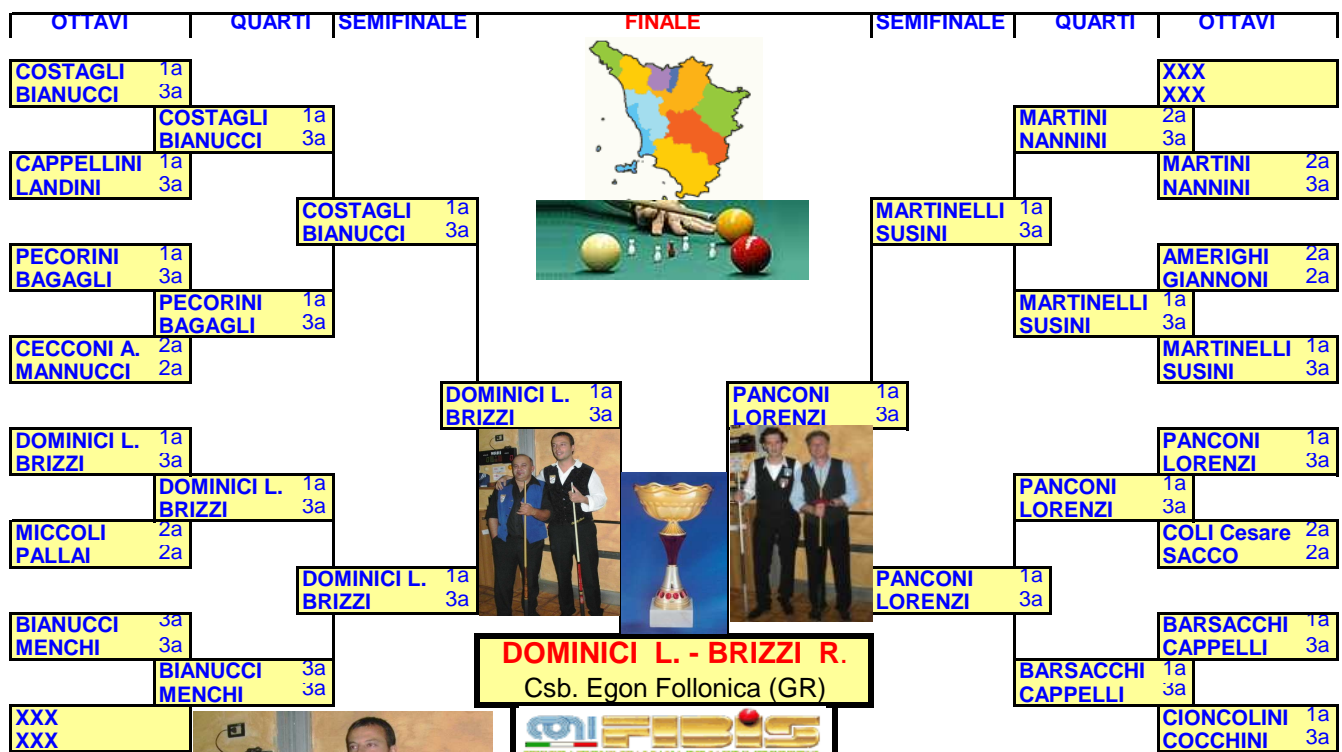 OTTAVI QUARTI SEMIFINALE FINALE SEMIFINALE QUARTI OTTAVI
COSTAGLI 1a
BIANUCCI 3a
CAPPELLINI 1a
LANDINI 3a
PECORINI 1a
BAGAGLI 3a
CECCONI A. 2a
MANNUCCI 2a
DOMINICI L. 1a
BRIZZI 3a
MICCOLI 2a
PALLAI 2a
BIANUCCI 3a
MENCHI 3a
XXX
XXX
COSTAGLI 1a
BIANUCCI 3a
PECORINI 1a
BAGAGLI 3a
DOMINICI L. 1a
BRIZZI 3a
BIANUCCI 3a
MENCHI 3a
COSTAGLI 1a
BIANUCCI 3a
DOMINICI L. 1a
BRIZZI 3a
DOMINICI L. 1a
BRIZZI 3a
PANCONI 1a
LORENZI 3a
DOMINICI L. - BRIZZI R.
Csb. Egon Follonica (GR)
FIBIS
MARTINELLI 1a
SUSINI 3a
PANCONI 1a
LORENZI 3a
MARTINI 2a
NANNINI 3a
MARTINELLI 1a
SUSINI 3a
PANCONI 1a
LORENZI 3a
BARSACCHI 1a
CAPPELLI 3a
XXX
XXX
MARTINI 2a
NANNINI 3a
AMERIGHI 2a
GIANNONI 2a
MARTINELLI 1a
SUSINI 3a
PANCONI 1a
LORENZI 3a
COLI Cesare 2a
SACCO 2a
BARSACCHI 1a
CAPPELLI 3a
CIONCOLINI 1a
COCCHINI 3a